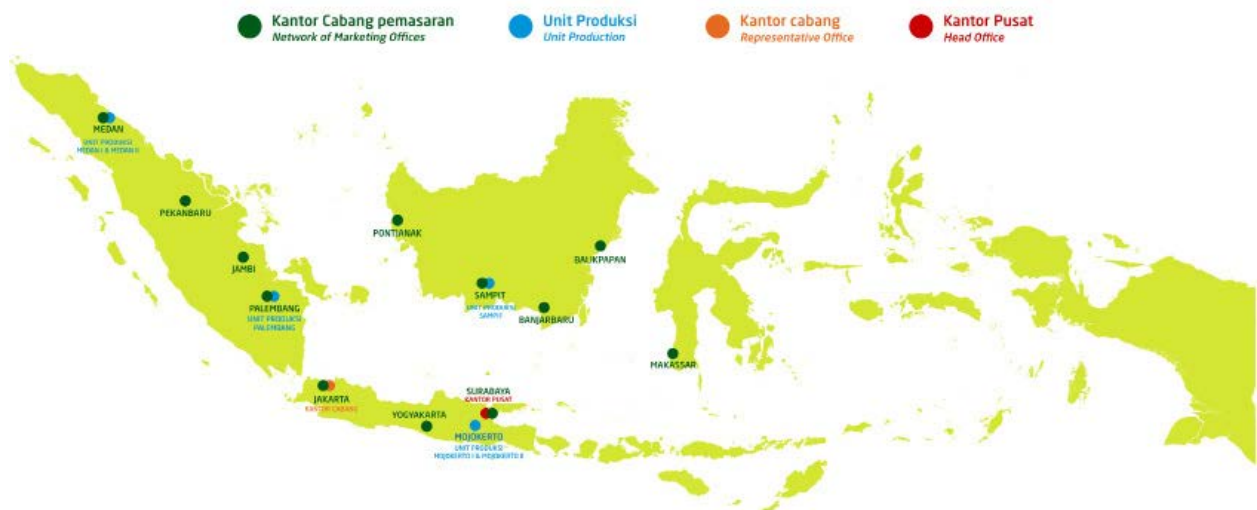 Kantor Cabang pemasaran
Network of Marketing Offices
Unit Produksi
Unit Production
Kantor cabang
Representative Office
Kantor Pusat
Head Office
MEDAN
UNIT PRODUKSI
MEDAN I & MEDAN II
PEKANBARU
JAMBI
PALEMBANG
UNIT PRODUKSI
PALEMBANG
PONTIANAK
BALIKPAPAN
SAMPIT
UNIT PRODUKSI
SAMPIT
BANJARBARU
MAKASSAR
JAKARTA
KANTOR CABANG
SURABAYA
KANTOR PUSAT
YOGYAKARTA
MOJOKERTO
UNIT PRODUKSI
MOJOKERTO I & MOJOKERTO II